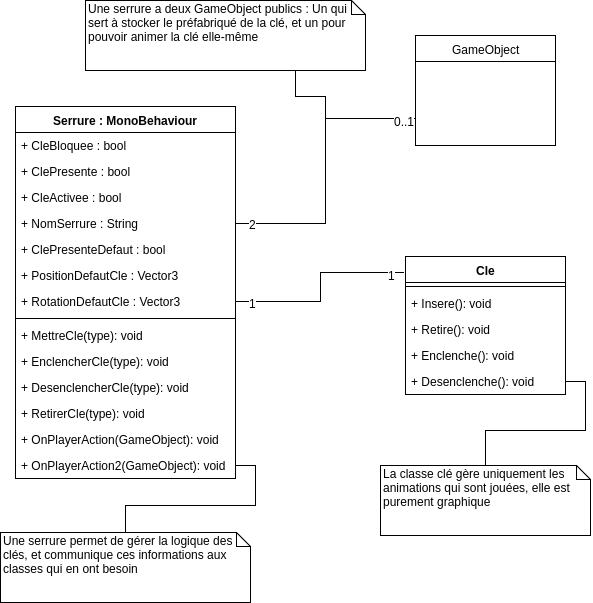 Une serrure a deux GameObject publics : Un qui
sert à stocker le préfabriqué de la clé, et un pour
pouvoir animer la clé elle-même
GameObject
0..1
Serrure : MonoBehaviour
+ CleBloquee : bool
+ ClePresente : bool
+ CleActivee : bool
+ NomSerrure : String
2
+ ClePresenteDefaut : bool
+ PositionDefautCle : Vector3
+ RotationDefautCle : Vector3
1
1
+ MettreCle(type): void
+ EnclencherCle(type): void
+ DesenclencherCle(type): void
+ RetirerCle(type): void
+ OnPlayerAction(GameObject): void
+ OnPlayerAction2(GameObject): void
Cle
+ Insere(): void
+ Retire(): void
+ Enclenche(): void
+ Desenclenche(): void
La classe clé gère uniquement les
animations qui sont jouées, elle est
purement graphique
Une serrure permet de gérer la logique des
clés, et communique ces informations aux
classes qui en ont besoin